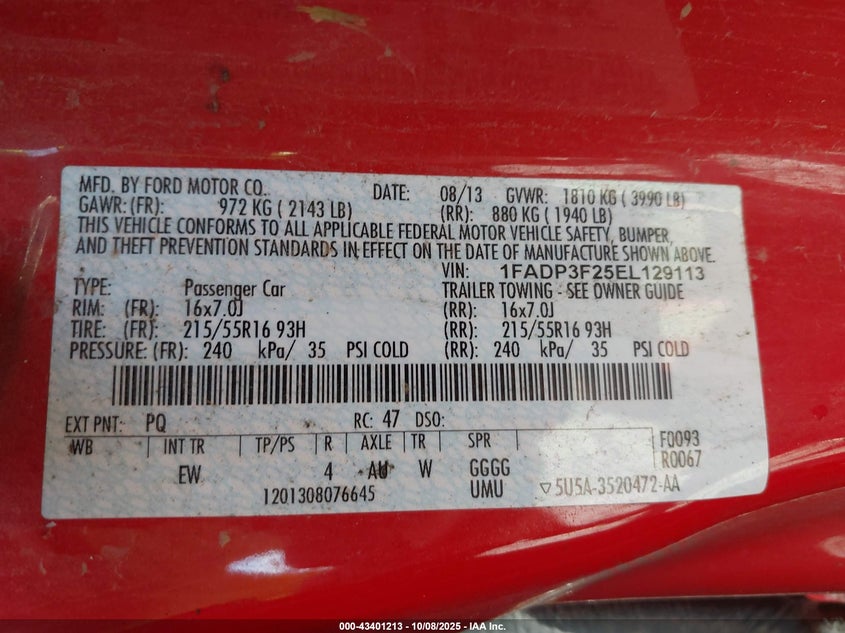 MFD. BY FORD MOTOR CO. DATE: 08/13 GVWR: 1810 KG ( 3990 LB)
GAWR: (FR): 972 KG ( 2143 LB) (RR): 880 KG ( 1940 LB)
THIS VEHICLE CONFORMS TO ALL APPLICABLE FEDERAL MOTOR VEHICLE SAFETY, BUMPER,
AND THEFT PREVENTION STANDARDS IN EFFECT ON THE DATE OF MANUFACTURE SHOWN ABOVE.
VIN: 1FADP3F25EL129113
TYPE: Passenger Car TRAILER TOWING - SEE OWNER GUIDE
RIM: (FR): 16x7.0J (RR): 16x7.0J
TIRE: (FR): 215/55R16 93H (RR): 215/55R16 93H
PRESSURE: (FR): 240 kPa/ 35 PSI COLD (RR): 240 kPa/ 35 PSI COLD
EXT PNT: PQ RC: 47 DSO:
WB INT TR TP/PS R AXLE TR SPR F0093
EW 4 AU W GGGG R0067
1201308076645 UMU 5U5A-3520472-AA
000-43401213 - 10/08/2025 - IAA Inc.